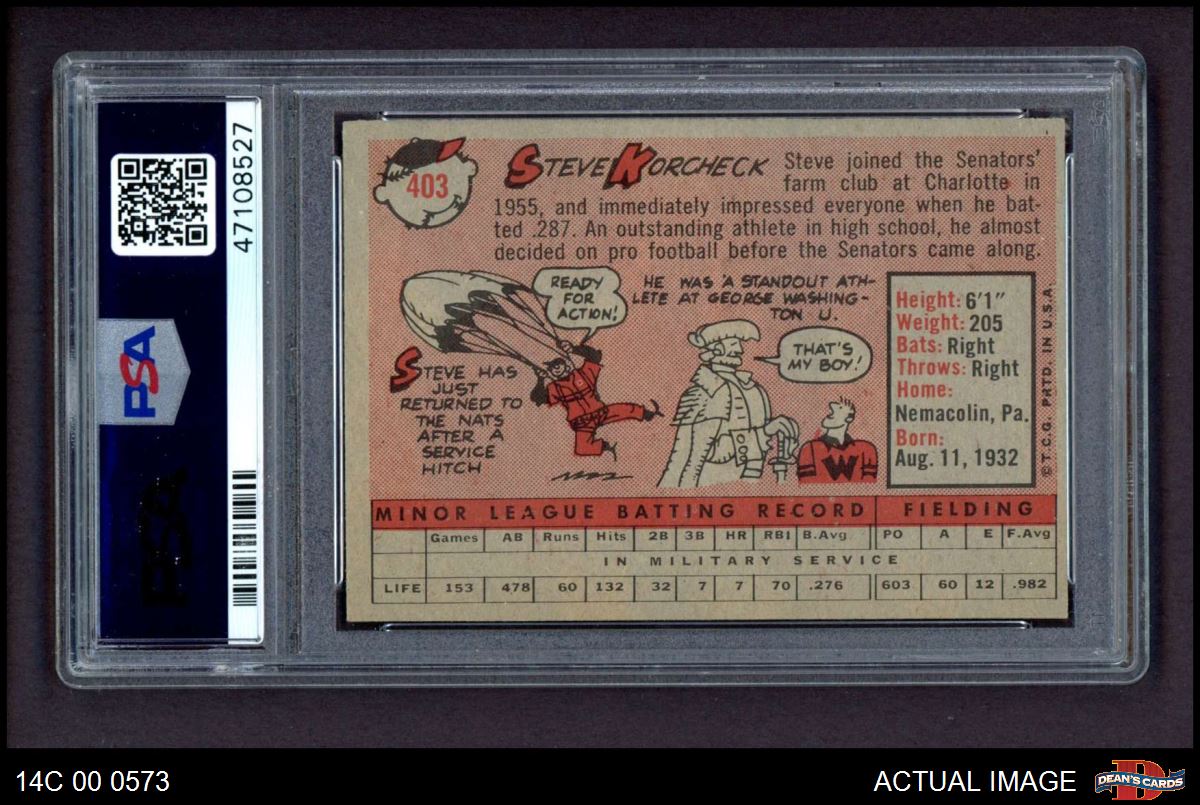 47108527
PSA
PSA
403
STEVE KORCHECK
Steve joined the Senators'
farm club at Charlotte in
1955, and immediately impressed everyone when he bat-
ted .287. An outstanding athlete in high school, he almost
decided on pro football before the Senators came along.
READY
FOR
ACTION!
STEVE HAS
JUST
RETURNED TO
THE NATS
AFTER A
SERVICE
HITCH
HE WAS A STANDOUT ATH-
LETE AT GEORGE WASHING-
TON U.
THAT'S
MY BOY!
W
Height: 6'1"
Weight: 205
Bats: Right
Throws: Right
Home:
Nemacolin, Pa.
Born:
Aug. 11, 1932
©T.C.G. PRTD. IN U.S.A.
MINOR LEAGUE BATTING RECORD FIELDING
Games AB Runs Hits 2B 3B HR RBI B.Avg PO A E F.Avg
IN MILITARY SERVICE
LIFE 153 478 60 132 32 7 7 70 .276 603 60 12 .982
14C 00 0573
ACTUAL IMAGE
D
DEAN'S CARDS